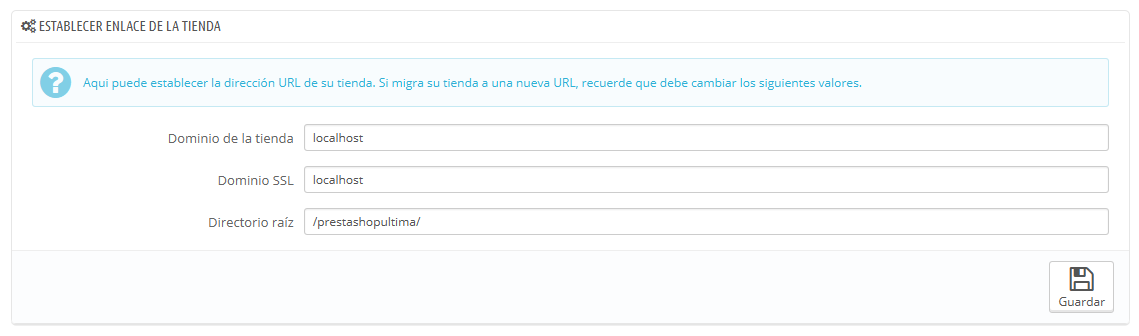 ESTABLECER ENLACE DE LA TIENDA
Aqui puede establecer la dirección URL de su tienda. Si migra su tienda a una nueva URL, recuerde que debe cambiar los siguientes valores.
Dominio de la tienda localhost
Dominio SSL localhost
Directorio raíz /prestashopultima/
Guardar